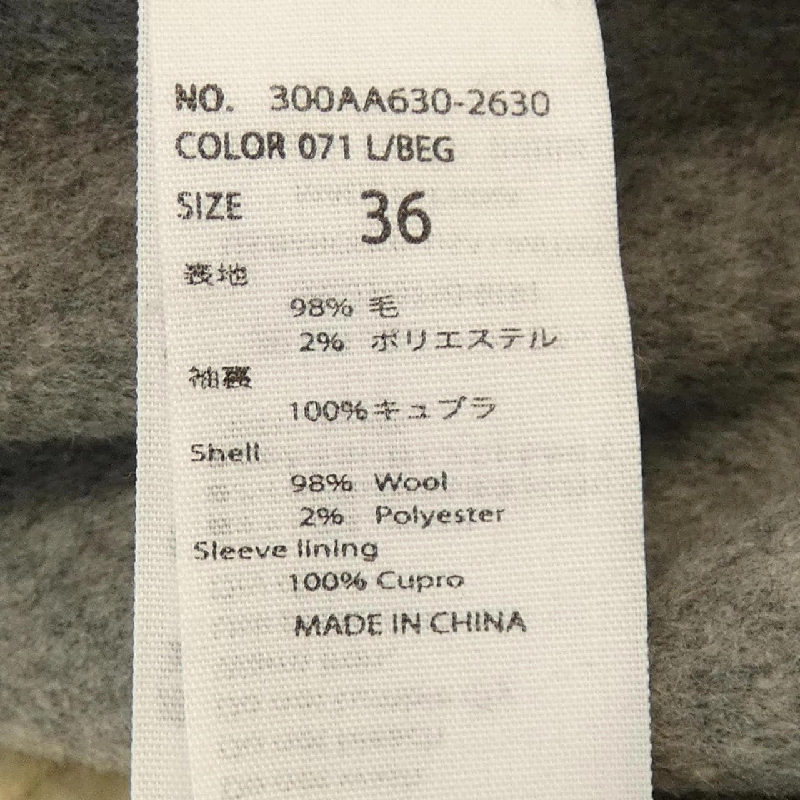 NO. 300AA630-2630
COLOR 071 L/BEG
SIZE 36
表地
98% 毛
2% ポリエステル
袖裏
100%キュプラ
Shell
98% Wool
2% Polyester
Sleeve lining
100% Cupro
MADE IN CHINA